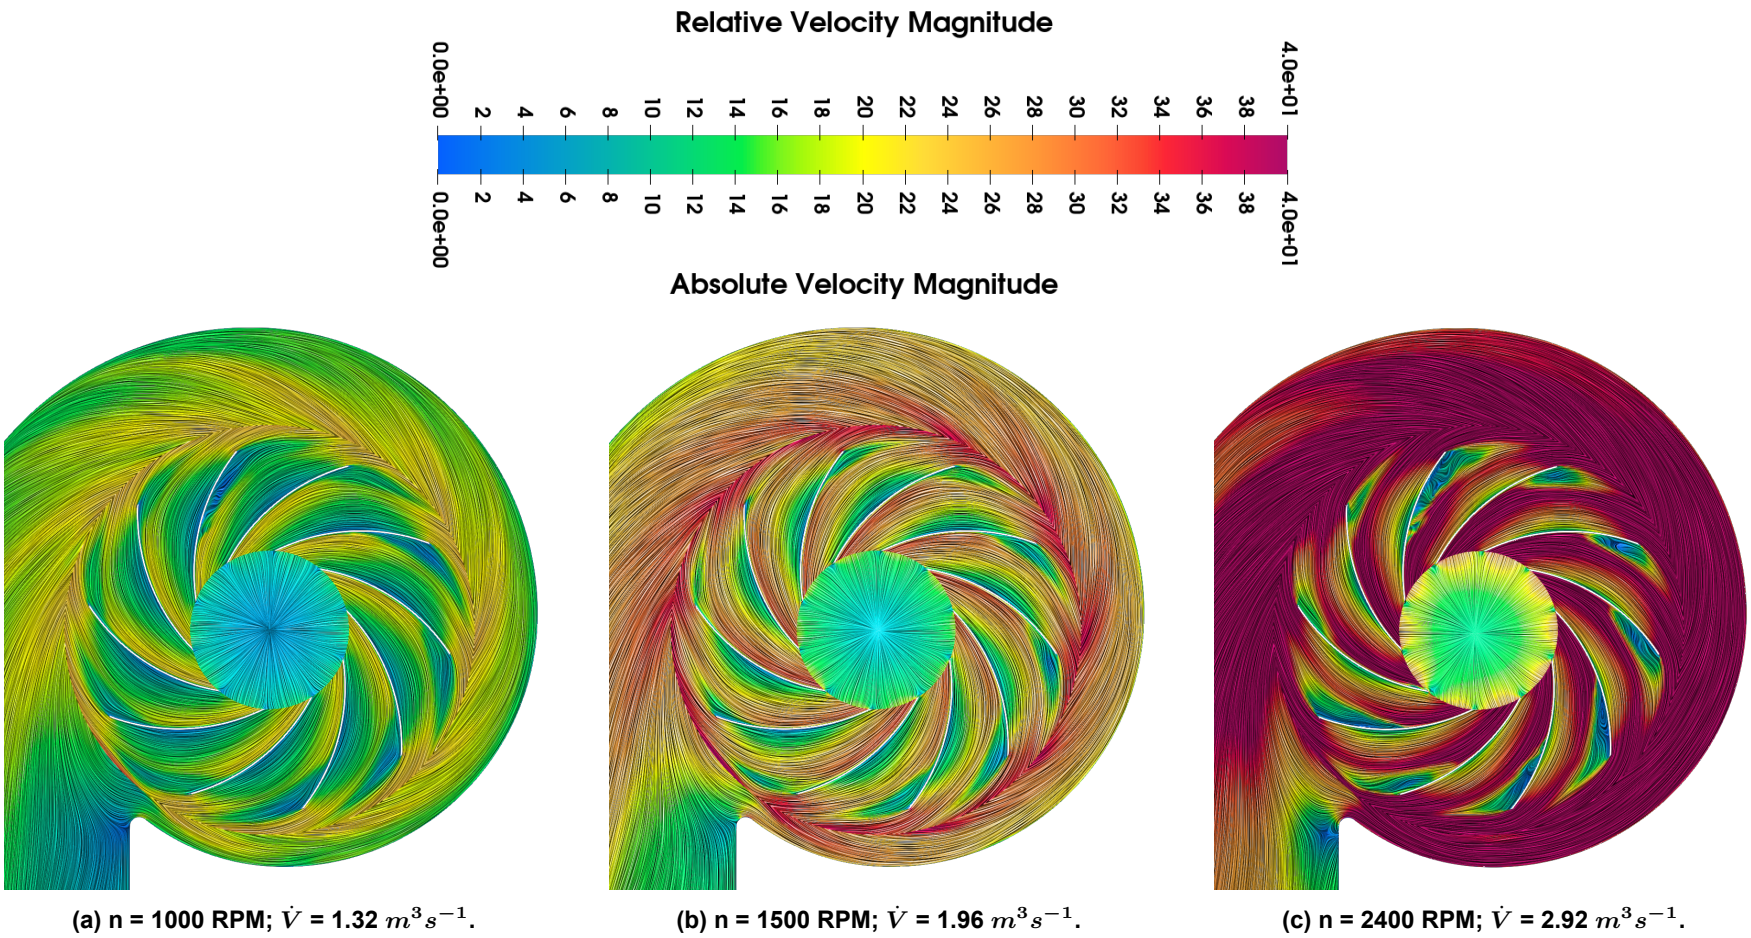 Relative Velocity Magnitude
0.0e+00 2 4 6 8 10 12 14 16 18 20 22 24 26 28 30 32 34 36 38 4.0e+01
0.0e+00 2 4 6 8 10 12 14 16 18 20 22 24 26 28 30 32 34 36 38 4.0e+01
Absolute Velocity Magnitude
(a) n = 1000 RPM; V̇ = 1.32 m³s⁻¹.
(b) n = 1500 RPM; V̇ = 1.96 m³s⁻¹.
(c) n = 2400 RPM; V̇ = 2.92 m³s⁻¹.